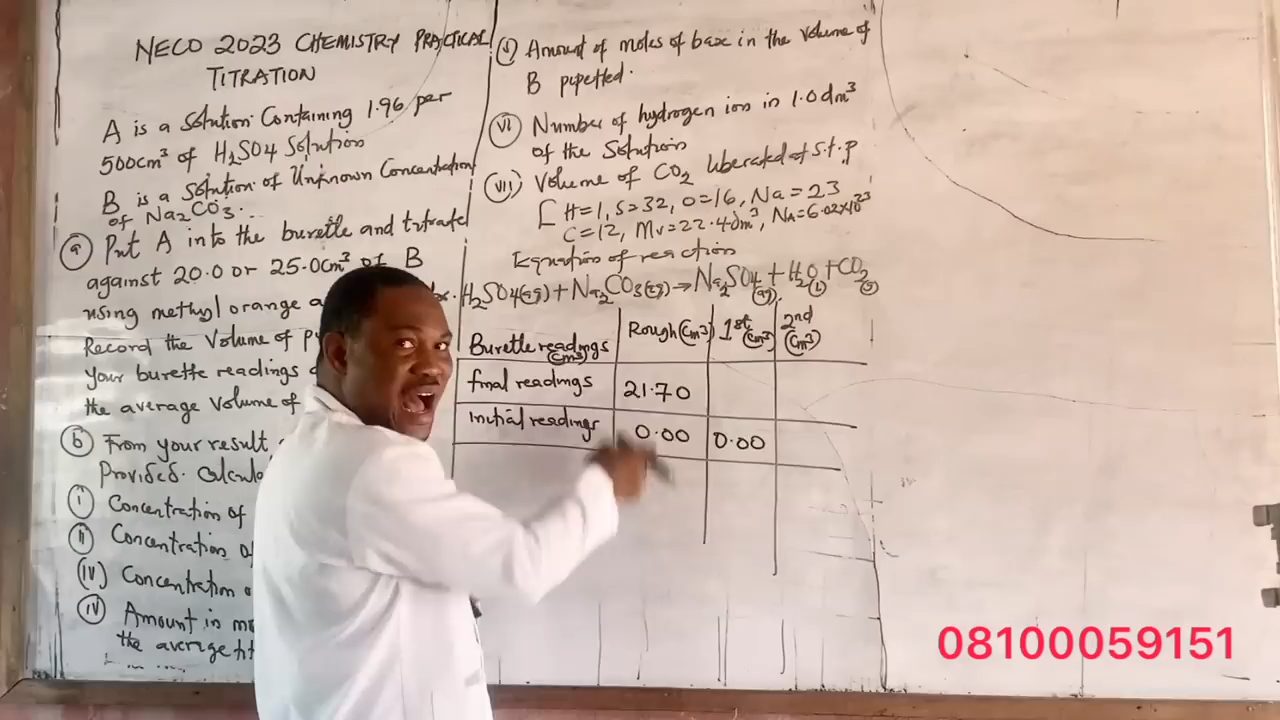 NECO 2023 CHEMISTRY PRACTICAL
TITRATION
A is a Solution Containing 1.96 per
500cm³ of H₂SO₄ Solution
B is a Solution of Unknown Concentration
of Na₂CO₃.
(a) Put A into the burette and titrate
against 20.0 or 25.0cm³ of B
using methyl orange
Record the Volume of
Your burette readings
the average Volume of
(b) From your result
Provided. Calcul
(i) Concentration of
(ii) Concentration of
(iv) Concentration
(iv) Amount in mo
the average tit
(v) Amount of moles of base in the volume of
B pipetted.
(vi) Number of hydrogen ion in 1.0dm³
of the Solution
(vii) Volume of CO₂ liberated at s.t.p
[H=1, S=32, O=16, Na=23
C=12, Mv=22.4dm³, NA=6.02x10²³
Equation of reaction
H₂SO₄(aq) + Na₂CO₃(aq) → Na₂SO₄(aq) + H₂O(l) + CO₂(g)
Burette readings (cm³) Rough (cm³) 1st (cm³) 2nd (cm³)
final readings 21.70
Initial readings 0.00 0.00
08100059151